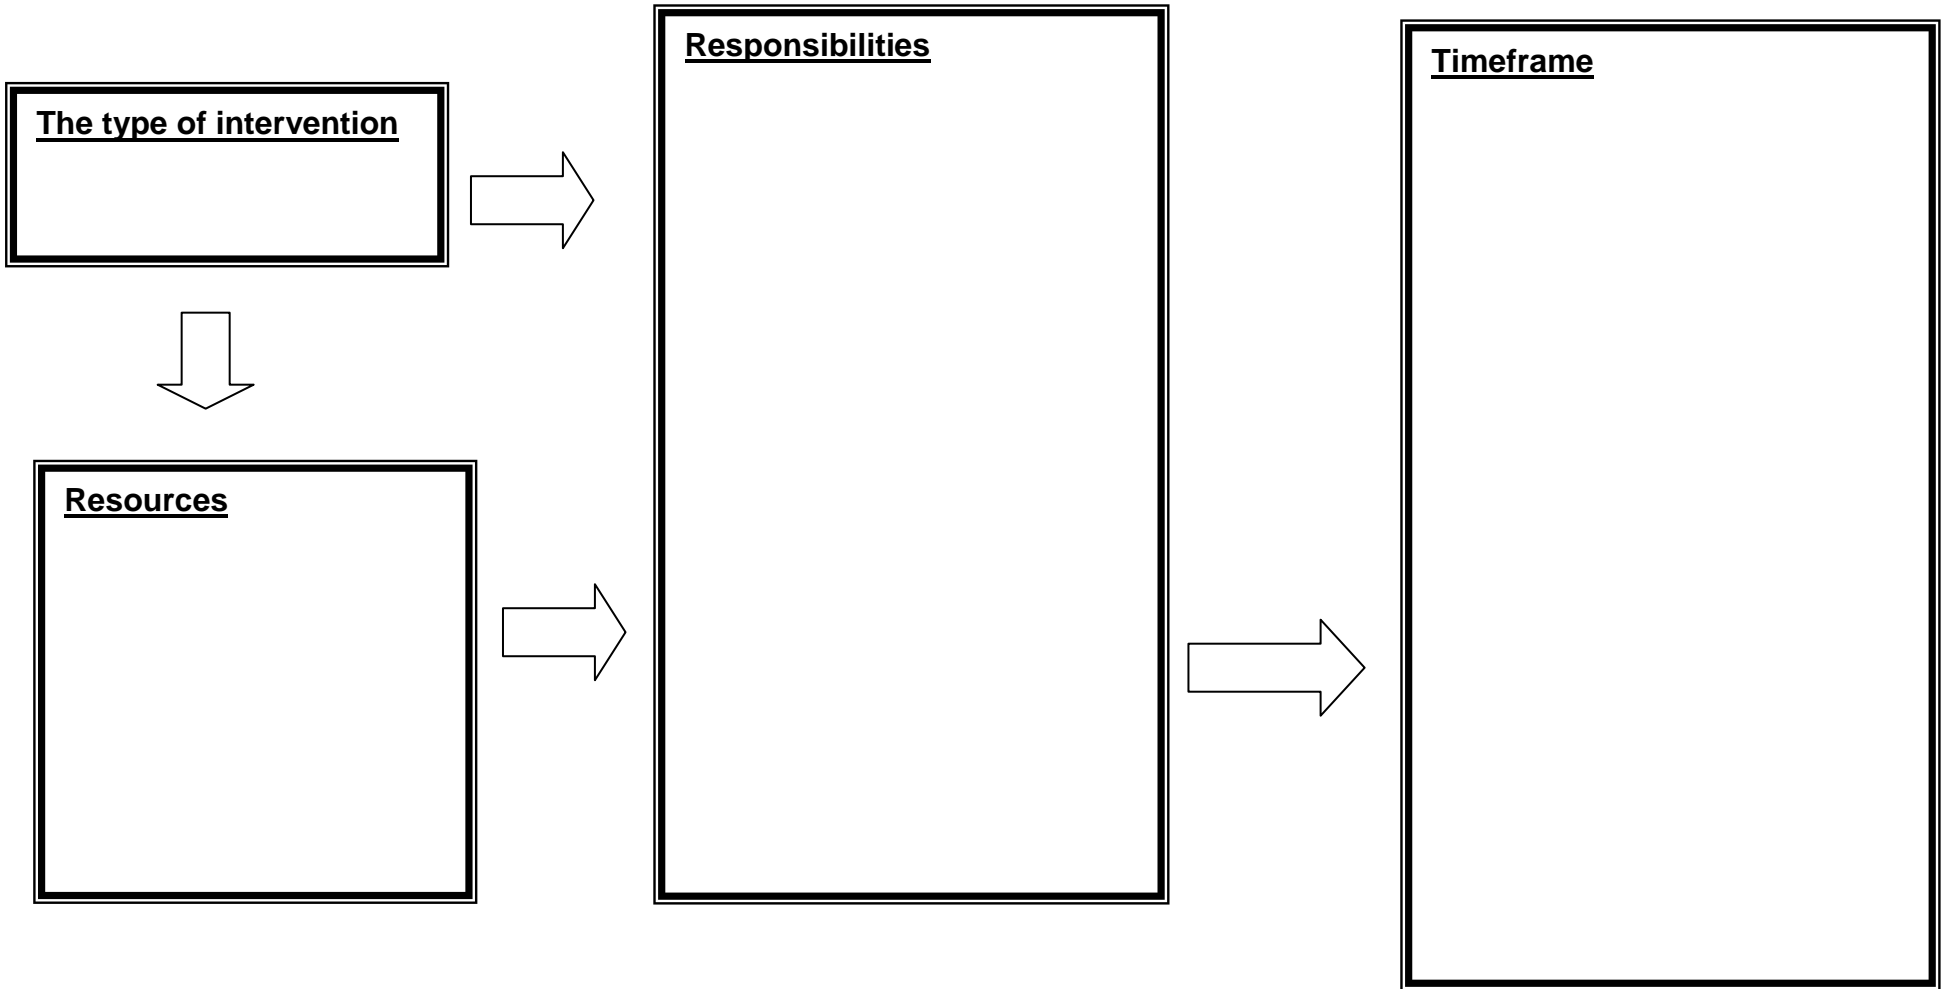 The type of intervention
Resources
Responsibilities
Timeframe